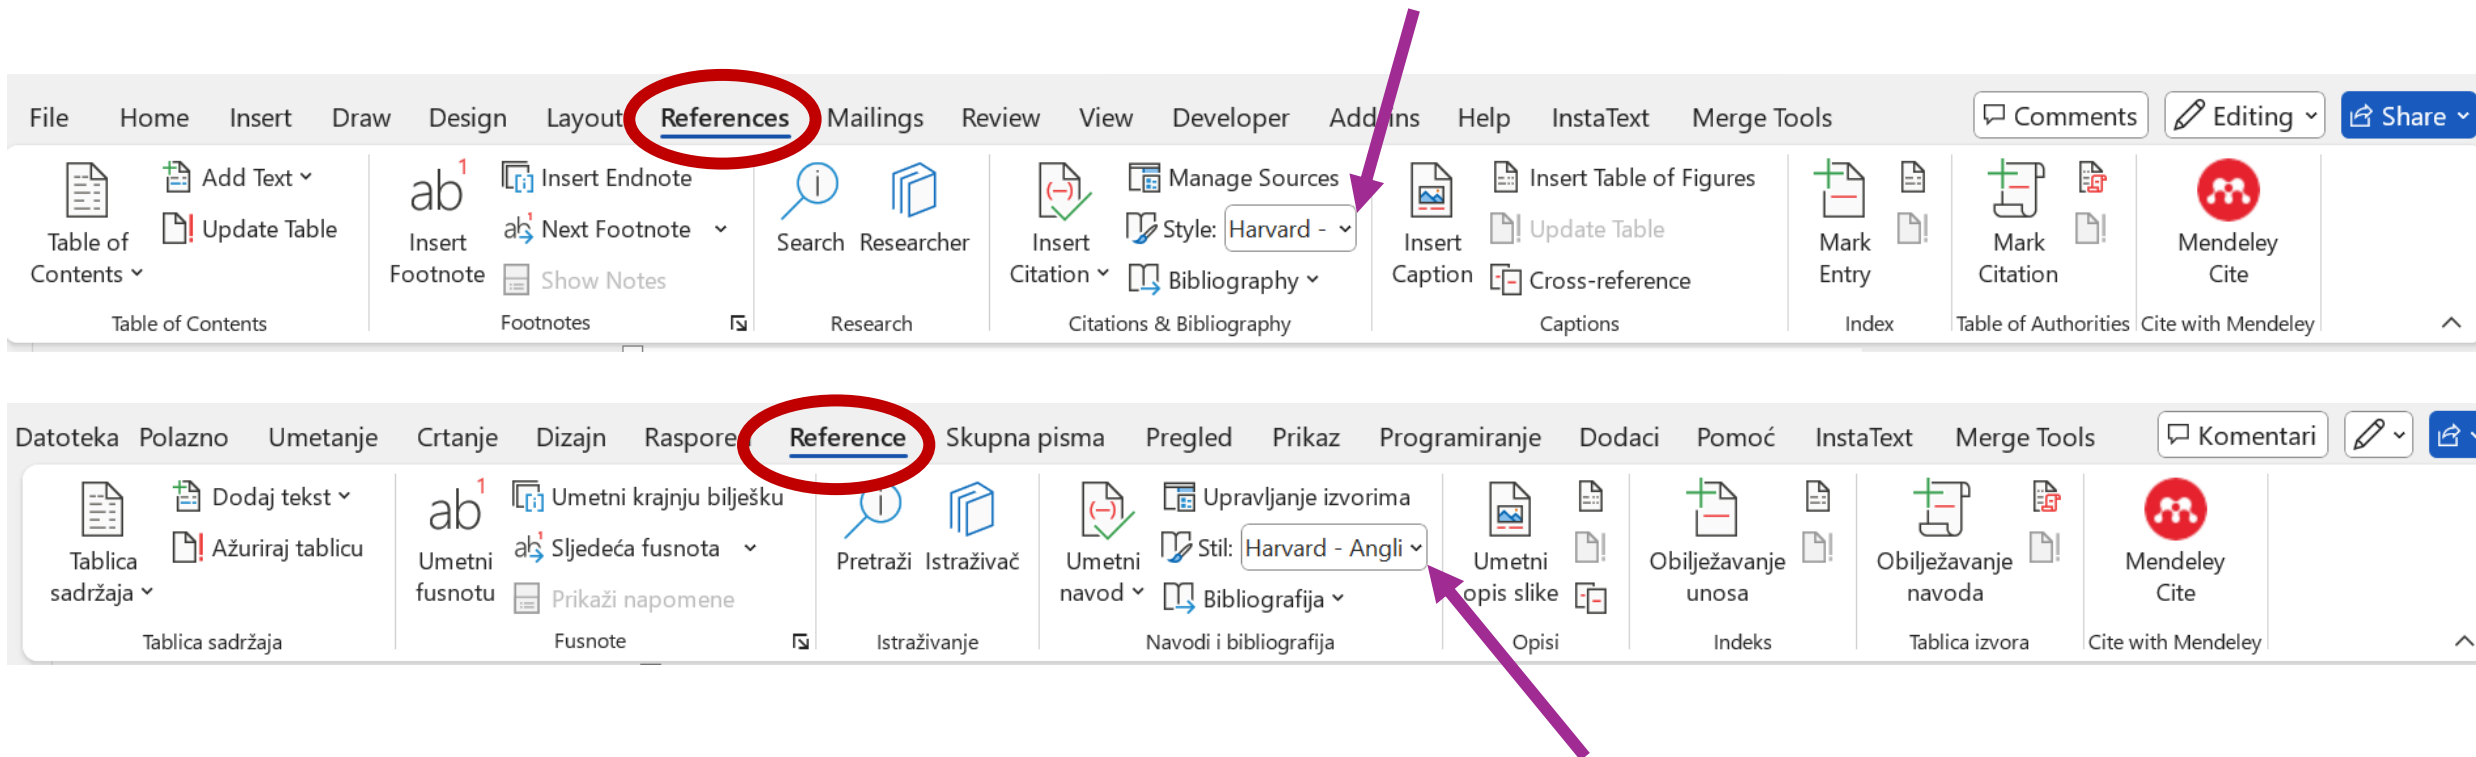 File Home Insert Draw Design Layout References Mailings Review View Developer Add-ins Help InstaText Merge Tools Comments Editing Share
Table of Contents
Add Text
Update Table
Table of Contents
ab1
Insert Footnote
Insert Endnote
Next Footnote
Show Notes
Footnotes
Search
Researcher
Research
Insert Citation
Manage Sources
Style: Harvard -
Bibliography
Citations & Bibliography
Insert Caption
Insert Table of Figures
Update Table
Cross-reference
Captions
Mark Entry
Index
Mark Citation
Table of Authorities
Mendeley Cite
Cite with Mendeley
Datoteka Polazno Umetanje Crtanje Dizajn Raspore Reference Skupna pisma Pregled Prikaz Programiranje Dodaci Pomoć InstaText Merge Tools Komentari
Tablica sadržaja
Dodaj tekst
Ažuriraj tablicu
Tablica sadržaja
ab1
Umetni fusnotu
Umetni krajnju bilješku
Sljedeća fusnota
Prikaži napomene
Fusnote
Pretraži
Istraživač
Istraživanje
Umetni navod
Upravljanje izvorima
Stil: Harvard - Angli
Bibliografija
Navodi i bibliografija
Umetni opis slike
Opisi
Obilježavanje unosa
Indeks
Obilježavanje navoda
Tablica izvora
Mendeley Cite
Cite with Mendeley